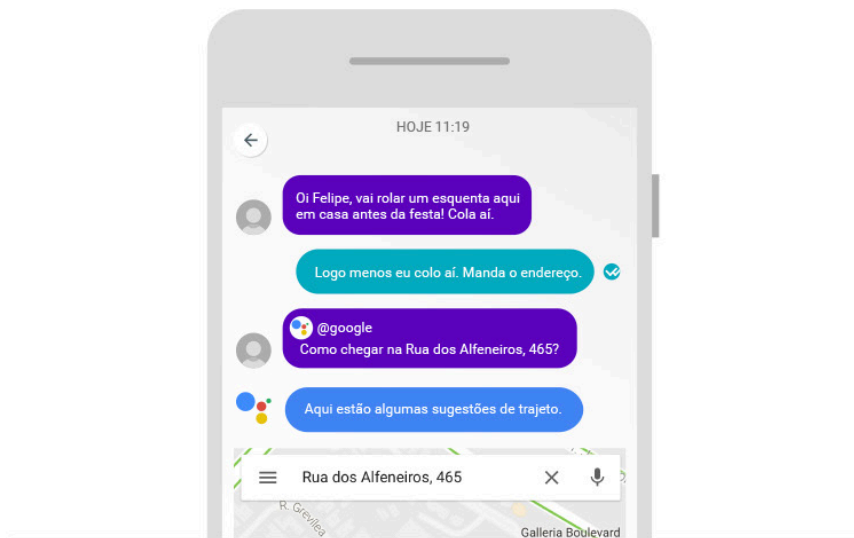 HOJE 11:19
Oi Felipe, vai rolar um esquenta aqui
em casa antes da festa! Cola aí.
Logo menos eu colo aí. Manda o endereço.
@google
Como chegar na Rua dos Alfeneiros, 465?
Aqui estão algumas sugestões de trajeto.
Rua dos Alfeneiros, 465
R. Grevílea
Galleria Boulevard